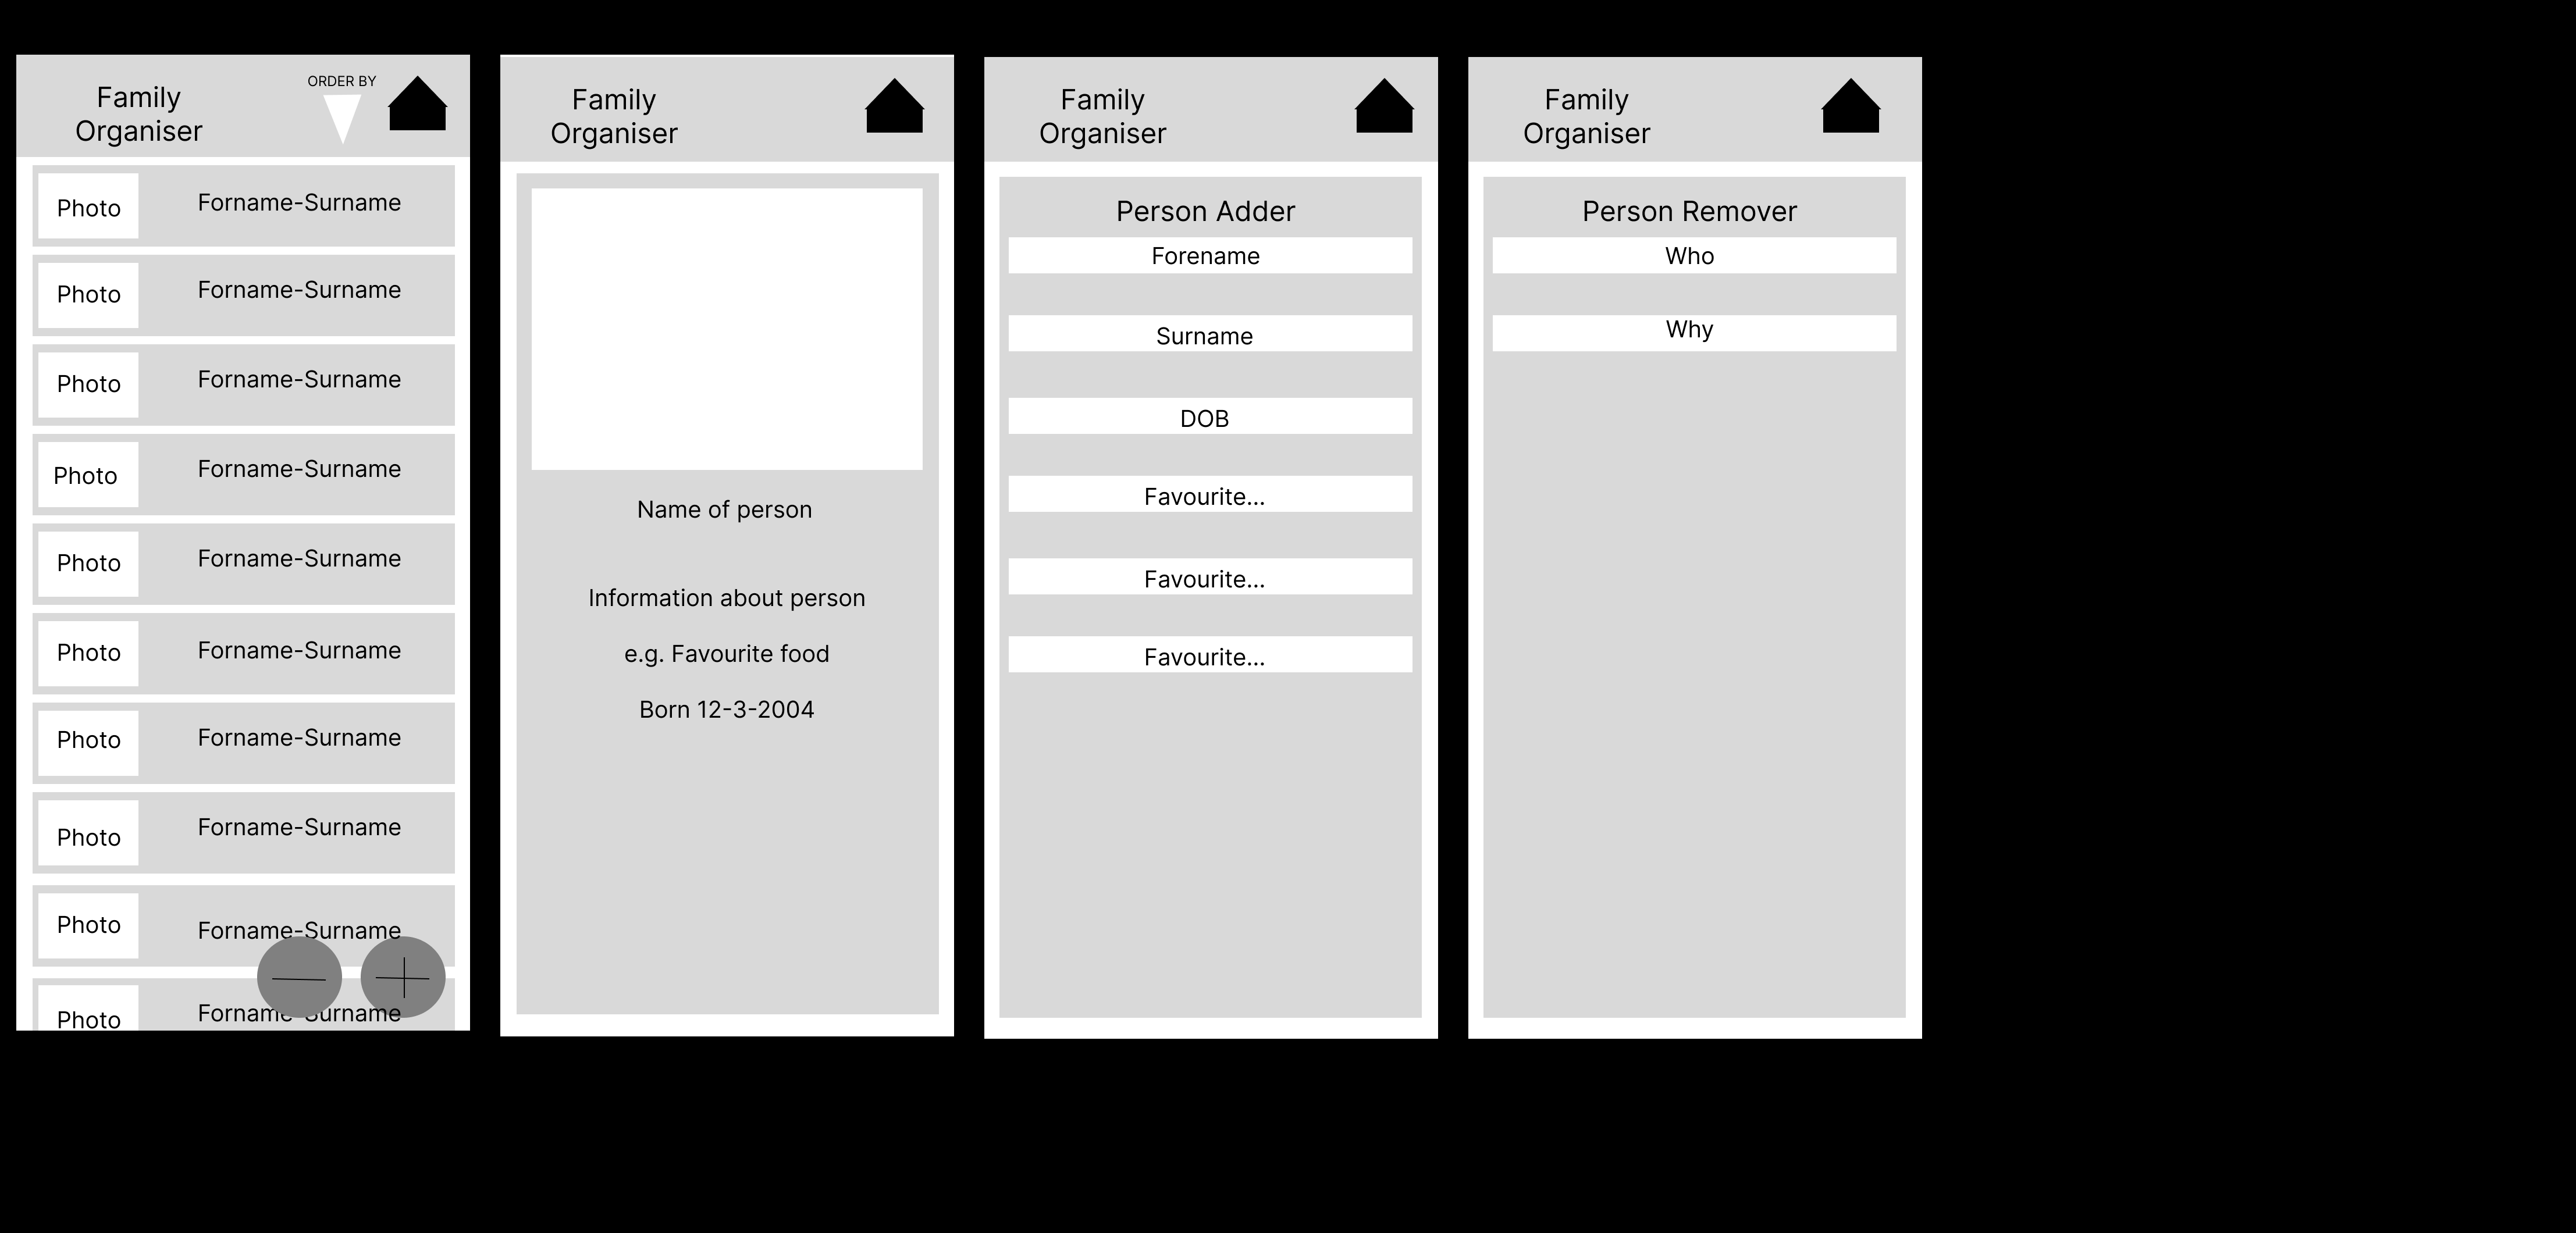 Family
Organiser
ORDER BY
Photo
Forname-Surname
Photo
Forname-Surname
Photo
Forname-Surname
Photo
Forname-Surname
Photo
Forname-Surname
Photo
Forname-Surname
Photo
Forname-Surname
Photo
Forname-Surname
Photo
Forname-Surname
Photo
Forname-Surname
Family
Organiser
Name of person
Information about person
e.g. Favourite food
Born 12-3-2004
Family
Organiser
Person Adder
Forename
Surname
DOB
Favourite...
Favourite...
Favourite...
Family
Organiser
Person Remover
Who
Why